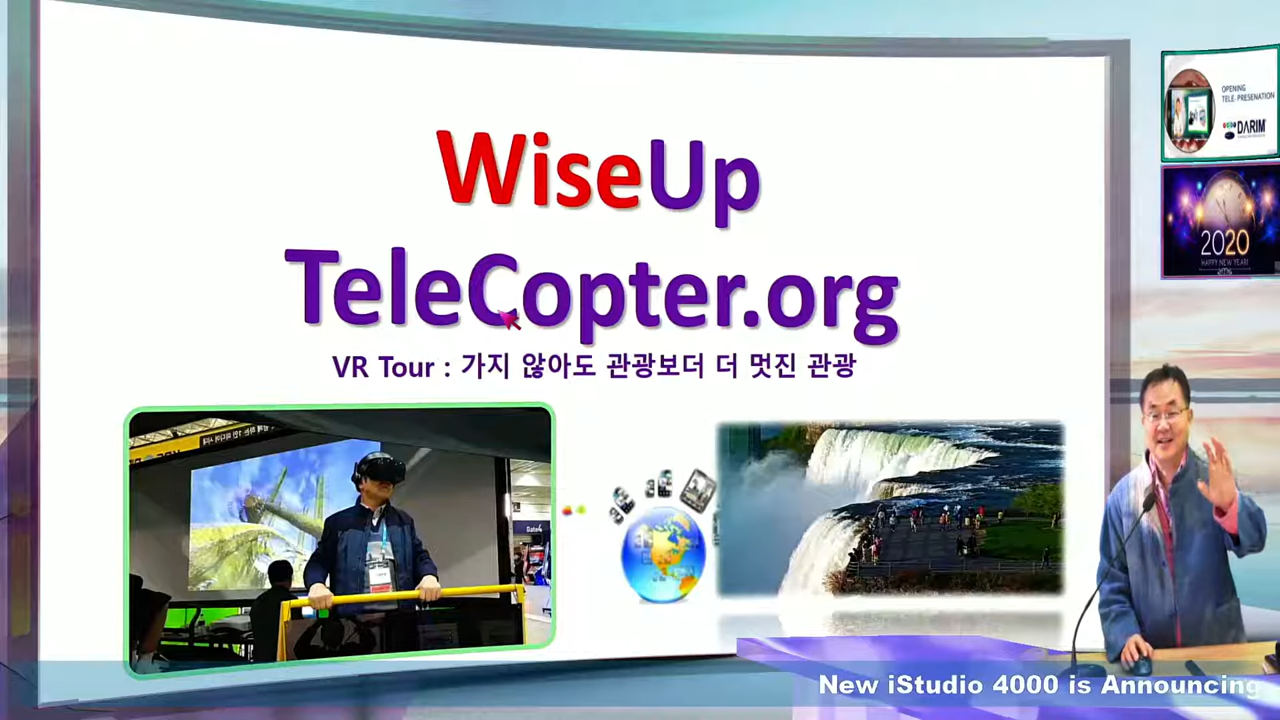 WiseUp
TeleCopter.org
VR Tour : 가지 않아도 관광보더 더 멋진 관광
OPENING
TELE- PRESENATION
DARIM
2020
HAPPY NEW YEAR!
New iStudio 4000 is Announcing